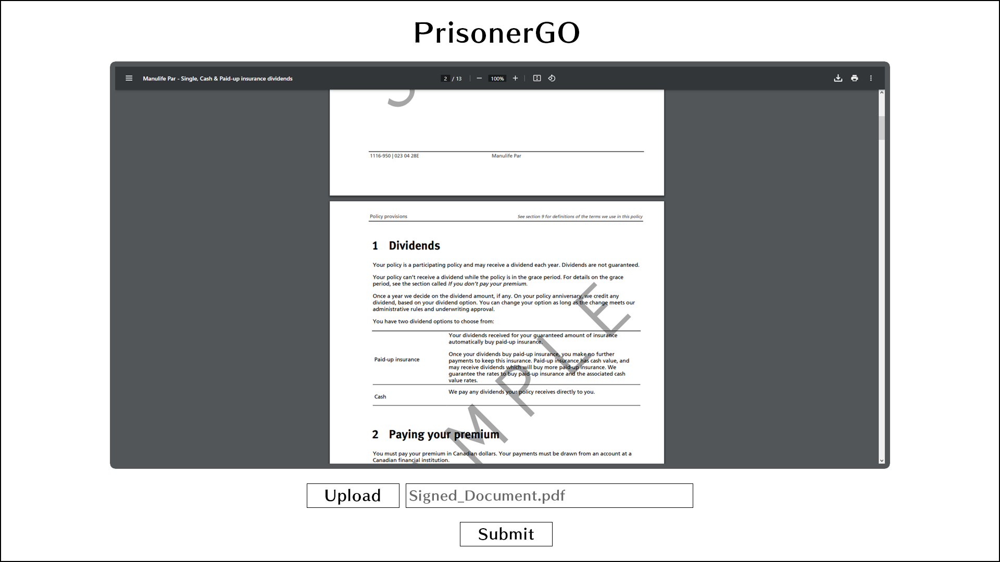 PrisonerGO
Manulife Par - Single, Cash & Paid-up insurance dividends
2 / 13
100%
1116-950 | 023 04 28E
Manulife Par
Policy provisions
See section 9 for definitions of the terms we use in this policy
1 Dividends
Your policy is a participating policy and may receive a dividend each year. Dividends are not guaranteed.
Your policy can't receive a dividend while the policy is in the grace period. For details on the grace
period, see the section called If you don't pay your premium.
Once a year we decide on the dividend amount, if any. On your policy anniversary, we credit any
dividend, based on your dividend option. You can change your option as long as the change meets our
administrative rules and underwriting approval.
You have two dividend options to choose from:
Paid-up insurance
Your dividends received for your guaranteed amount of insurance
automatically buy paid-up insurance.
Once your dividends buy paid-up insurance, you make no further
payments to keep this insurance. Paid-up insurance has cash value, and
may receive dividends which will buy more paid-up insurance. We
guarantee the rates to buy paid-up insurance and the associated cash
value rates.
Cash
We pay any dividends your policy receives directly to you.
2 Paying your premium
You must pay your premium in Canadian dollars. Your payments must be drawn from an account at a
Canadian financial institution.
MPLE
Upload
Signed_Document.pdf
Submit